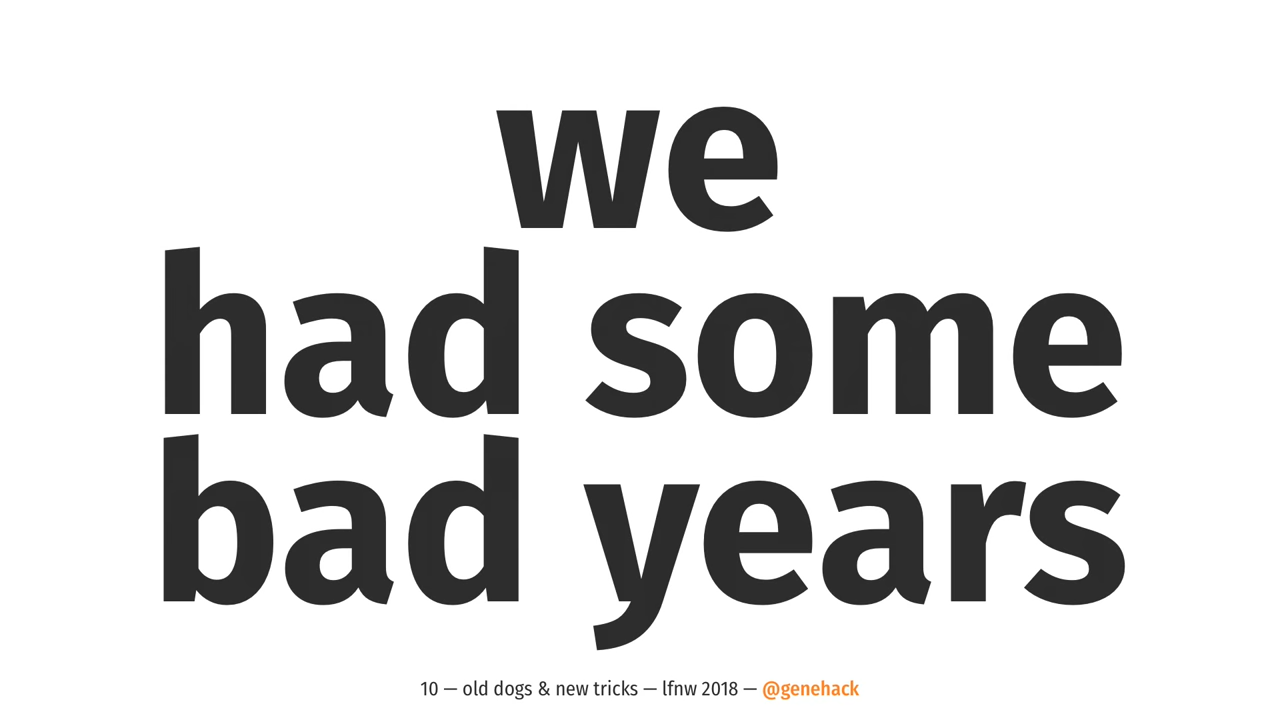 we
had some
bad years
10 — old dogs & new tricks — lfnw 2018 — @genehack